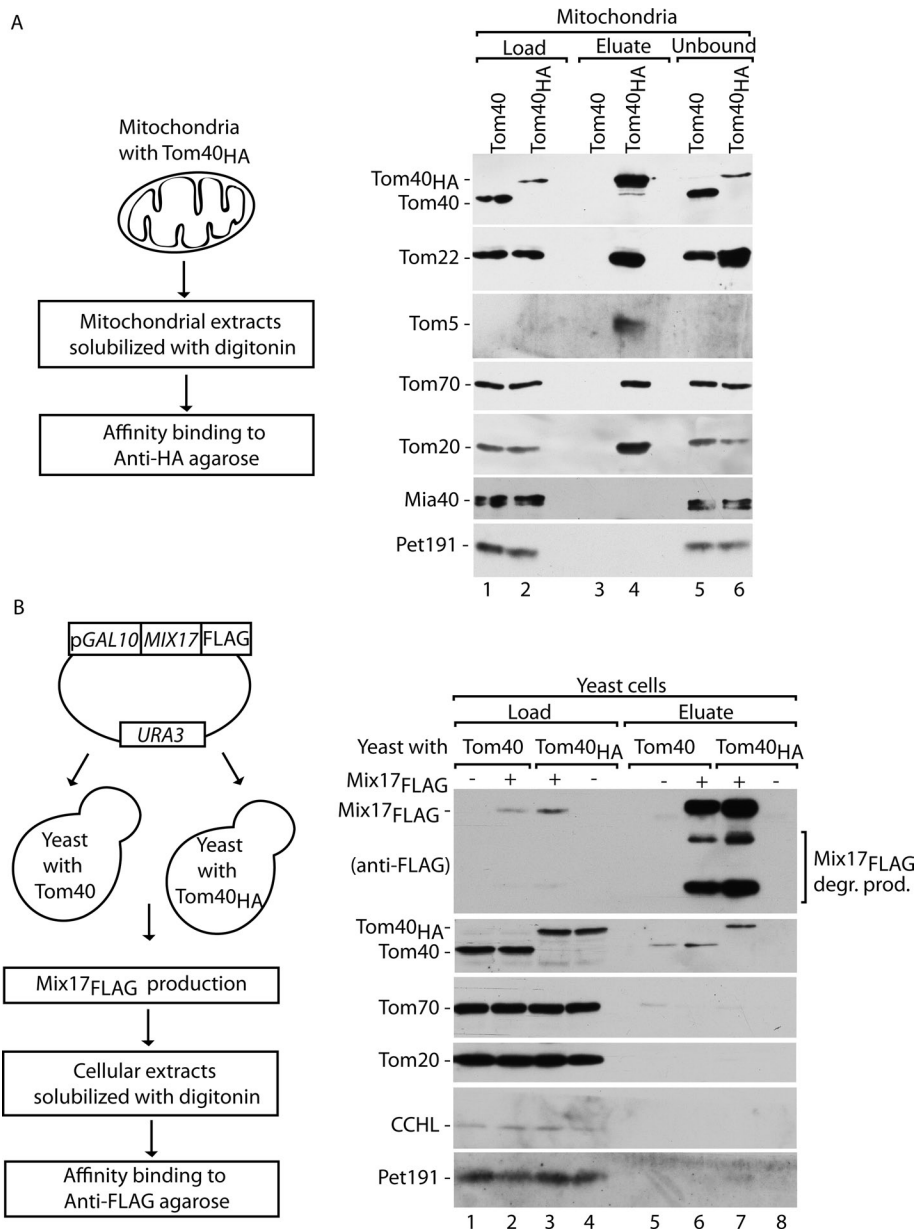 A
Mitochondria
with Tom40HA
Mitochondrial extracts
solubilized with digitonin
Affinity binding to
Anti-HA agarose
Mitochondria
Load Eluate Unbound
Tom40 Tom40HA Tom40 Tom40HA Tom40 Tom40HA
Tom40HA -
Tom40 -
Tom22 -
Tom5 -
Tom70 -
Tom20 -
Mia40 -
Pet191 -
1 2 3 4 5 6
B
pGAL10 MIX17 FLAG
URA3
Yeast
with
Tom40
Yeast
with
Tom40HA
Mix17FLAG production
Cellular extracts
solubilized with digitonin
Affinity binding to
Anti-FLAG agarose
Yeast cells
Load Eluate
Yeast with Tom40 Tom40HA Tom40 Tom40HA
Mix17FLAG - + + - - + + -
Mix17FLAG -
(anti-FLAG)
Mix17FLAG
degr. prod.
Tom40HA-
Tom40 -
Tom70 -
Tom20 -
CCHL -
Pet191 -
1 2 3 4 5 6 7 8